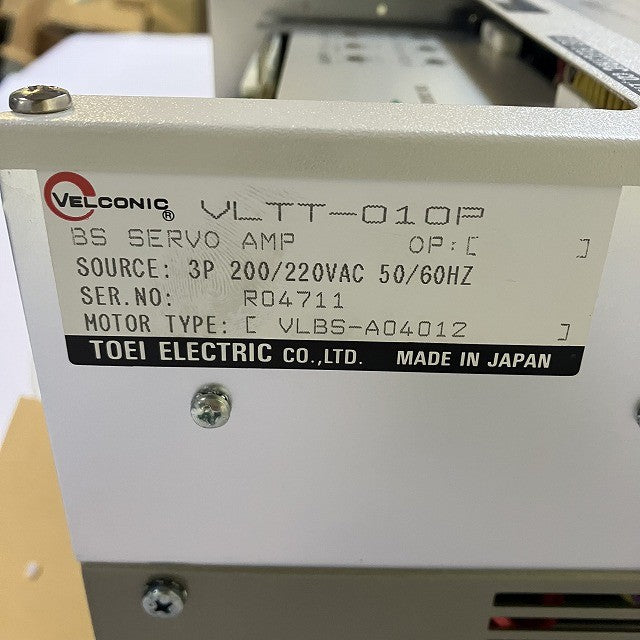 VELCONIC ® VLTT-010P
BS SERVO AMP OP:[ ]
SOURCE: 3P 200/220VAC 50/60HZ
SER.NO: R04711
MOTOR TYPE: [ VLBS-A04012 ]
TOEI ELECTRIC CO.,LTD. MADE IN JAPAN